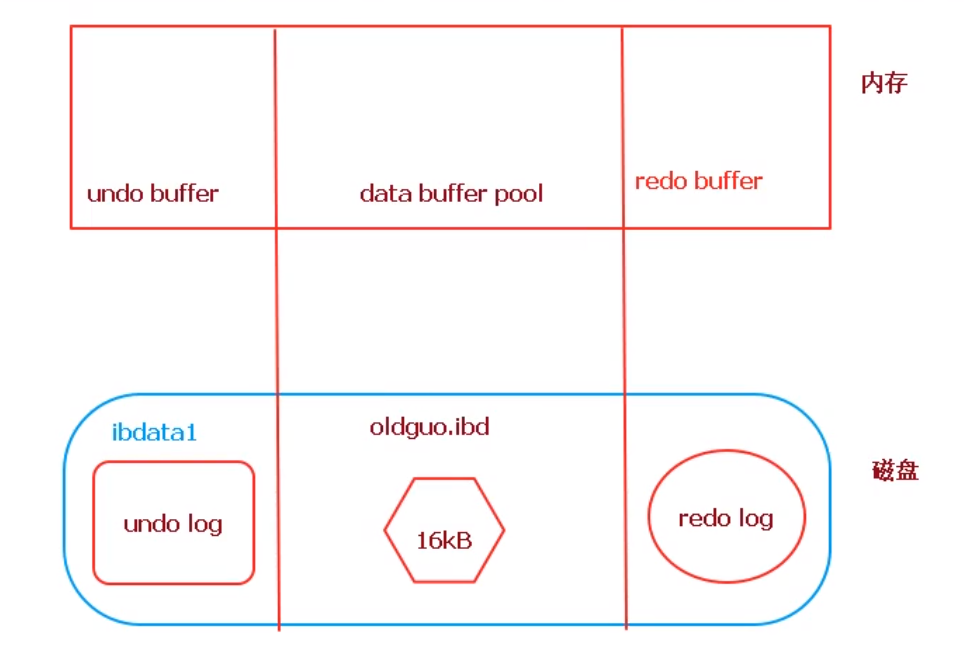 内存
undo buffer
data buffer pool
redo buffer
ibdata1
oldguo.ibd
磁盘
undo log
16kB
redo log